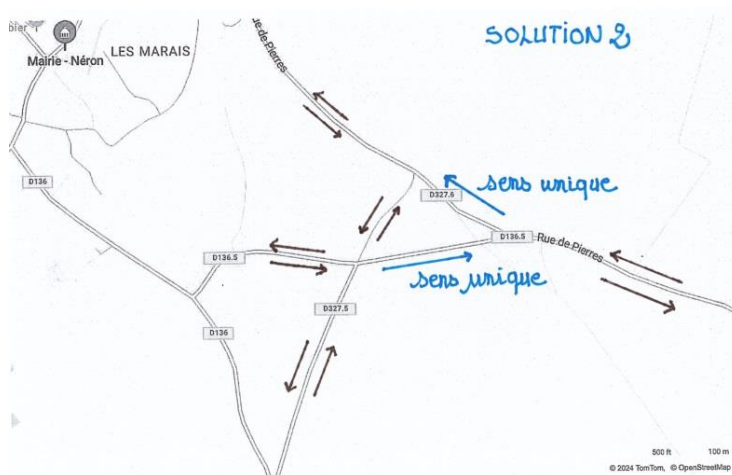 SOLUTION 2
Mairie - Néron
LES MARAIS
Rue de Pierres
D136
D327.6
sens unique
D136.5
D136.5
Rue de Pierres
sens unique
D327.5
D136
500 ft
100 m
© 2024 TomTom, © OpenStreetMap